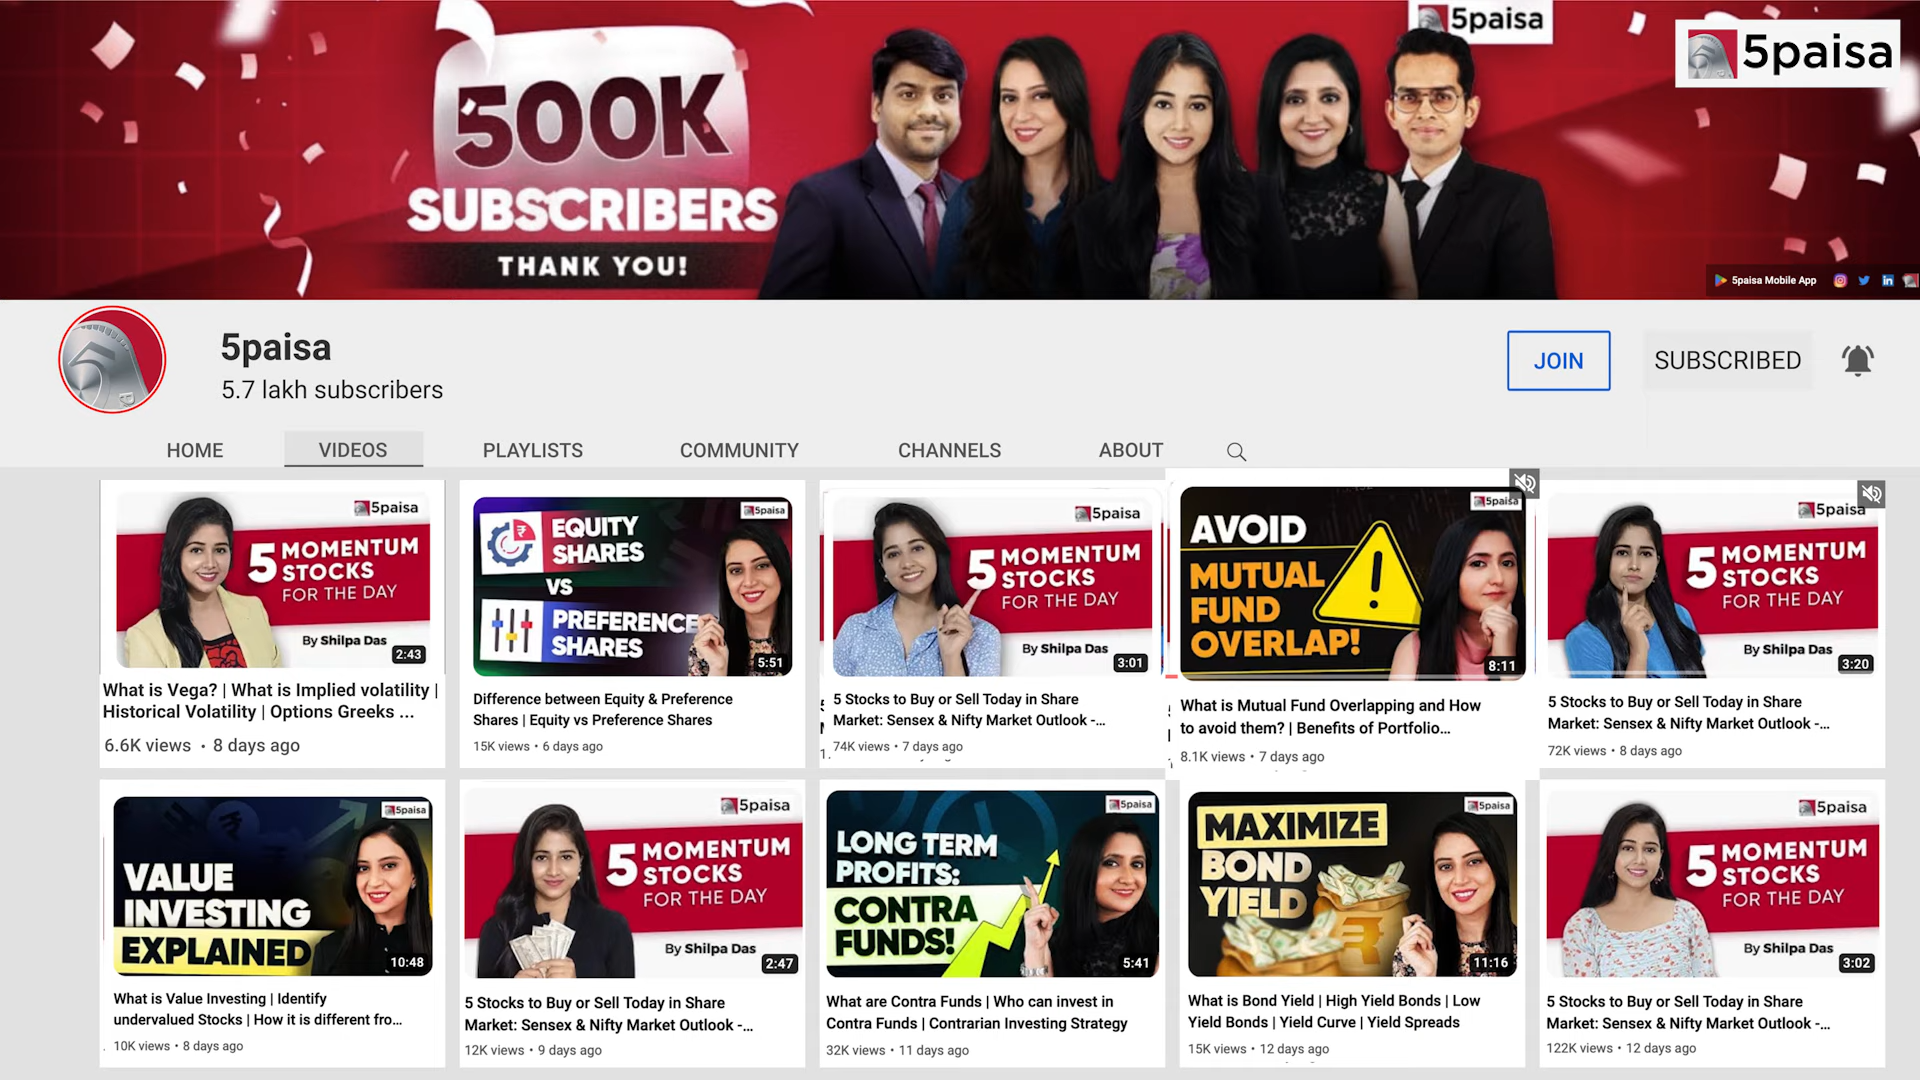 500K
SUBSCRIBERS
THANK YOU!
5paisa
5paisa
5paisa Mobile App
5paisa
5.7 lakh subscribers
JOIN
SUBSCRIBED
HOME
VIDEOS
PLAYLISTS
COMMUNITY
CHANNELS
ABOUT
5paisa
5 MOMENTUM
STOCKS
FOR THE DAY
By Shilpa Das
2:43
What is Vega? | What is Implied volatility |
Historical Volatility | Options Greeks ...
6.6K views • 8 days ago
5paisa
EQUITY
SHARES
VS
PREFERENCE
SHARES
5:51
Difference between Equity & Preference
Shares | Equity vs Preference Shares
15K views • 6 days ago
5paisa
5 MOMENTUM
STOCKS
FOR THE DAY
By Shilpa Das
3:01
5 Stocks to Buy or Sell Today in Share
Market: Sensex & Nifty Market Outlook -...
74K views • 7 days ago
5paisa
AVOID
MUTUAL
FUND
OVERLAP!
8:11
What is Mutual Fund Overlapping and How
to avoid them? | Benefits of Portfolio...
8.1K views • 7 days ago
5paisa
5 MOMENTUM
STOCKS
FOR THE DAY
By Shilpa Das
3:20
5 Stocks to Buy or Sell Today in Share
Market: Sensex & Nifty Market Outlook -...
72K views • 8 days ago
5paisa
VALUE
INVESTING
EXPLAINED
10:48
What is Value Investing | Identify
undervalued Stocks | How it is different fro...
10K views • 8 days ago
5paisa
5 MOMENTUM
STOCKS
FOR THE DAY
By Shilpa Das
2:47
5 Stocks to Buy or Sell Today in Share
Market: Sensex & Nifty Market Outlook -...
12K views • 9 days ago
5paisa
LONG TERM
PROFITS:
CONTRA
FUNDS!
5:41
What are Contra Funds | Who can invest in
Contra Funds | Contrarian Investing Strategy
32K views • 11 days ago
5paisa
MAXIMIZE
BOND
YIELD
11:16
What is Bond Yield | High Yield Bonds | Low
Yield Bonds | Yield Curve | Yield Spreads
15K views • 12 days ago
5paisa
5 MOMENTUM
STOCKS
FOR THE DAY
By Shilpa Das
3:02
5 Stocks to Buy or Sell Today in Share
Market: Sensex & Nifty Market Outlook -...
122K views • 12 days ago